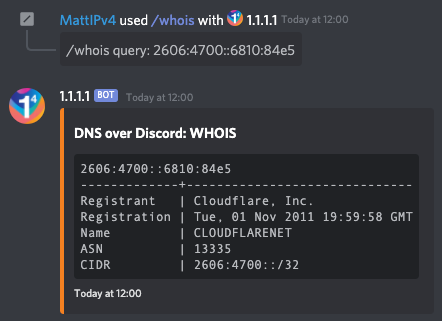 MattIPv4 used /whois with 1.1.1.1 Today at 12:00
/whois query: 2606:4700::6810:84e5
1.1.1.1 BOT Today at 12:00
DNS over Discord: WHOIS
2606:4700::6810:84e5
-------------+-----------------------------
Registrant | Cloudflare, Inc.
Registration | Tue, 01 Nov 2011 19:59:58 GMT
Name | CLOUDFLARENET
ASN | 13335
CIDR | 2606:4700::/32
Today at 12:00